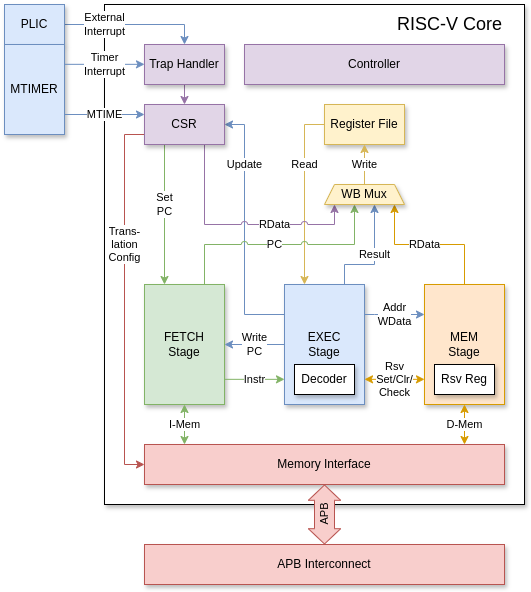 PLIC
External
Interrupt
RISC-V Core
Timer
Interrupt
Trap Handler
Controller
MTIMER
MTIME
CSR
Register File
Update
Read
Write
Set
PC
WB Mux
RData
Trans-
lation
Config
PC
RData
Result
FETCH
Stage
EXEC
Stage
Addr
WData
MEM
Stage
Write
PC
Decoder
Rsv
Set/Clr/
Check
Rsv Reg
Instr
I-Mem
D-Mem
Memory Interface
APB
APB Interconnect